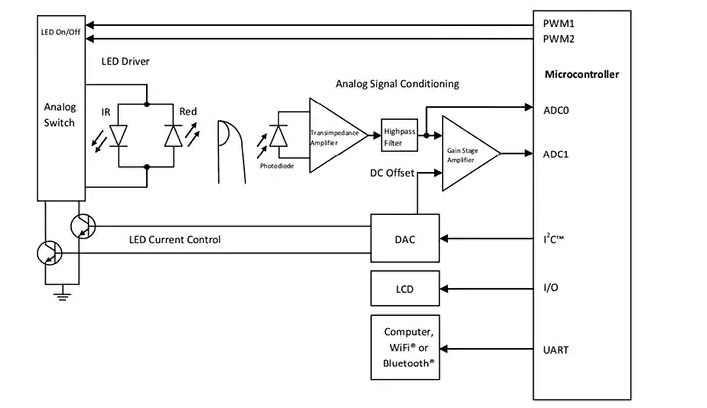 PWM1
PWM2
LED On/Off
LED Driver
Microcontroller
Analog Signal Conditioning
Analog
Switch
IR
Red
ADC0
Transimpedance
Amplifier
Highpass
Filter
Gain Stage
Amplifier
ADC1
Photodiode
DC Offset
LED Current Control
DAC
I²C™
LCD
I/O
Computer,
WiFi® or
Bluetooth®
UART